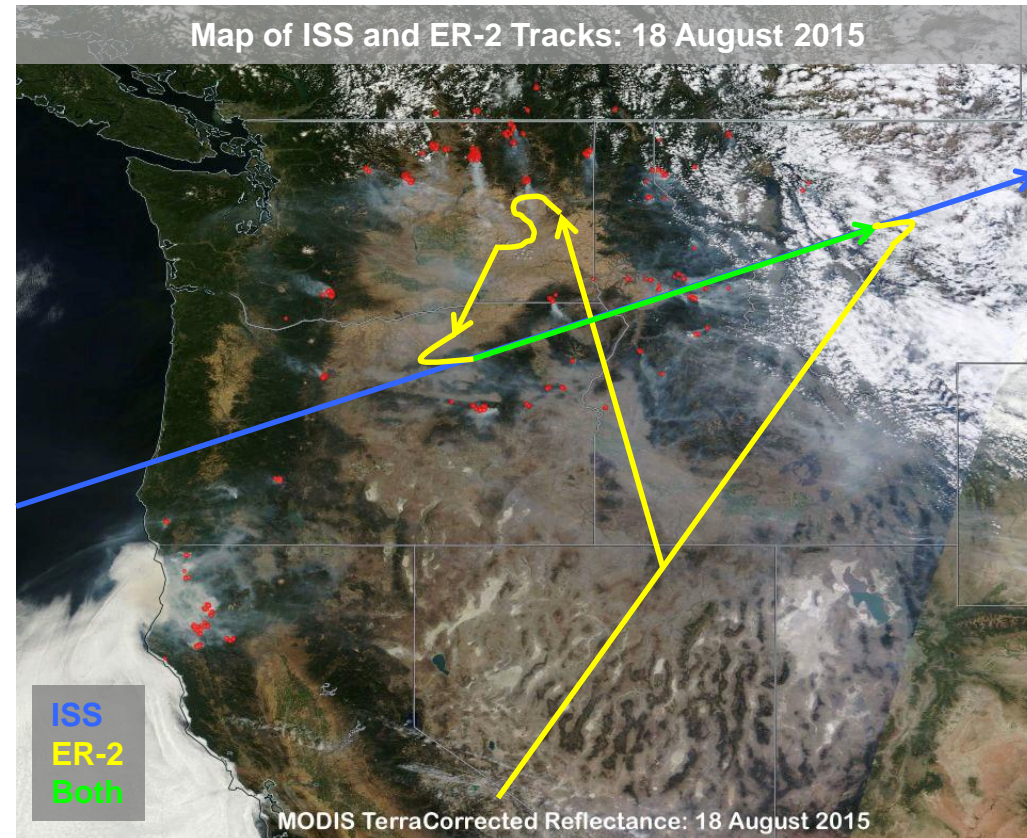 Map of ISS and ER-2 Tracks: 18 August 2015
ISS
ER-2
Both
MODIS TerraCorrected Reflectance: 18 August 2015